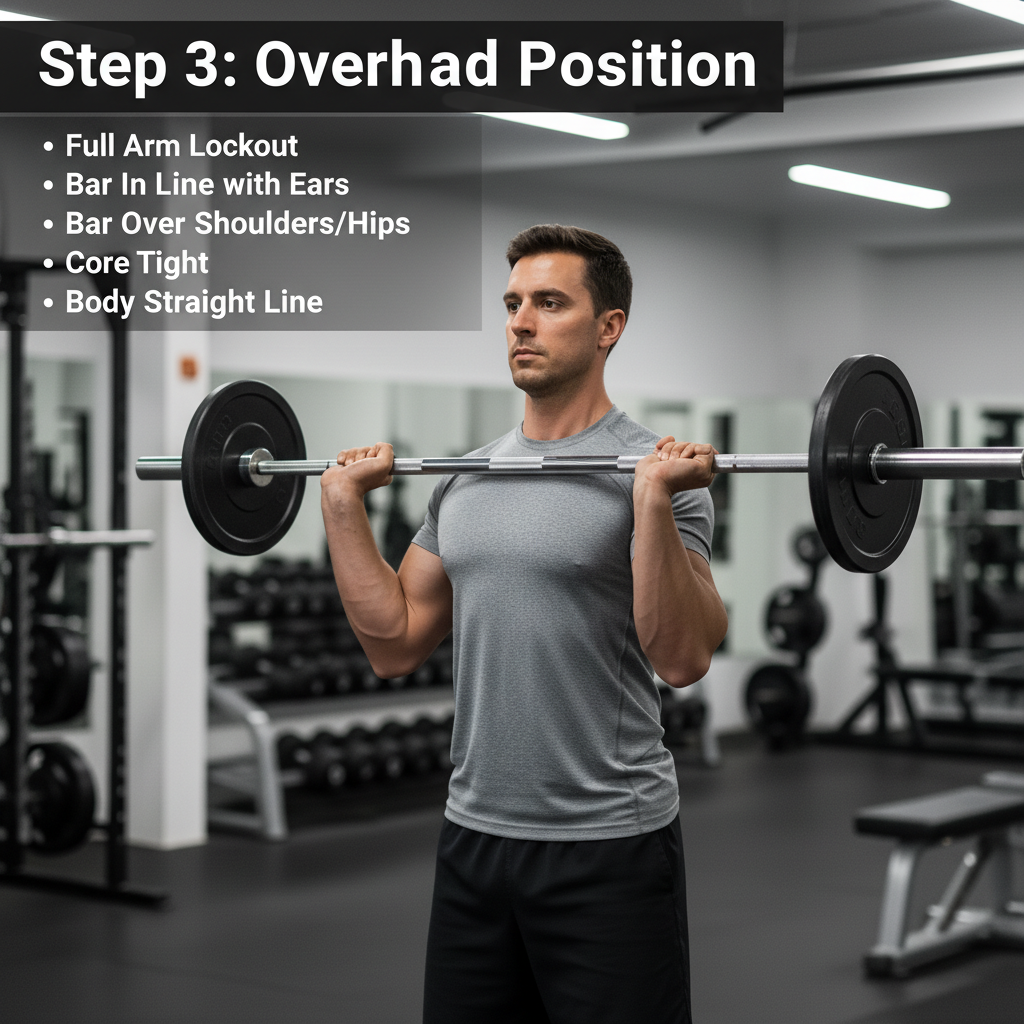 Step 3: Overhad Position
• Full Arm Lockout
• Bar In Line with Ears
• Bar Over Shoulders/Hips
• Core Tight
• Body Straight Line